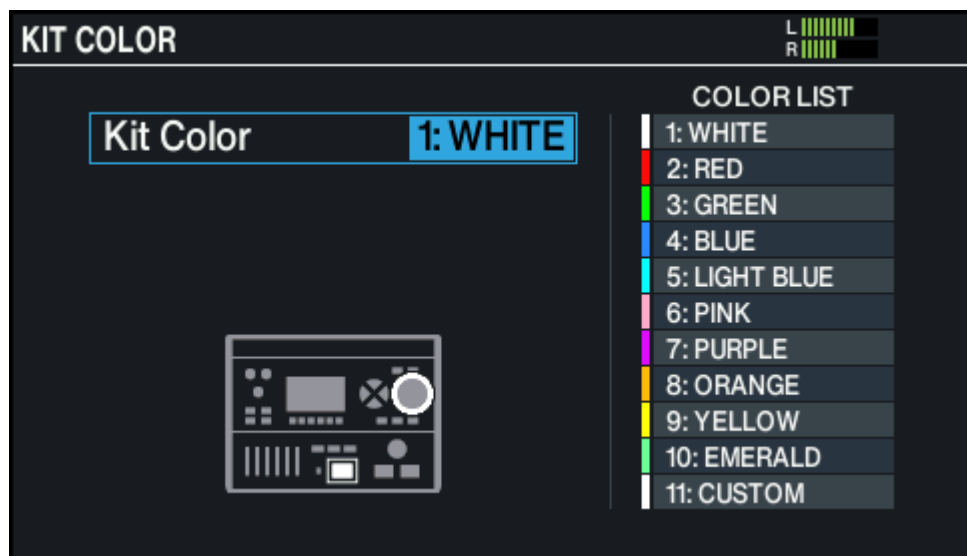 KIT COLOR
L
R
Kit Color 1: WHITE
COLOR LIST
1: WHITE
2: RED
3: GREEN
4: BLUE
5: LIGHT BLUE
6: PINK
7: PURPLE
8: ORANGE
9: YELLOW
10: EMERALD
11: CUSTOM